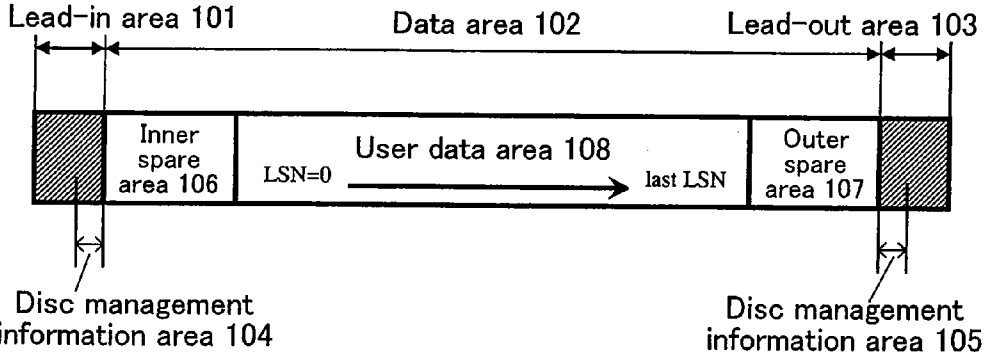 Lead-in area 101
Data area 102
Lead-out area 103
Inner
spare
area 106
User data area 108
LSN=0
last LSN
Outer
spare
area 107
Disc management
information area 104
Disc management
information area 105